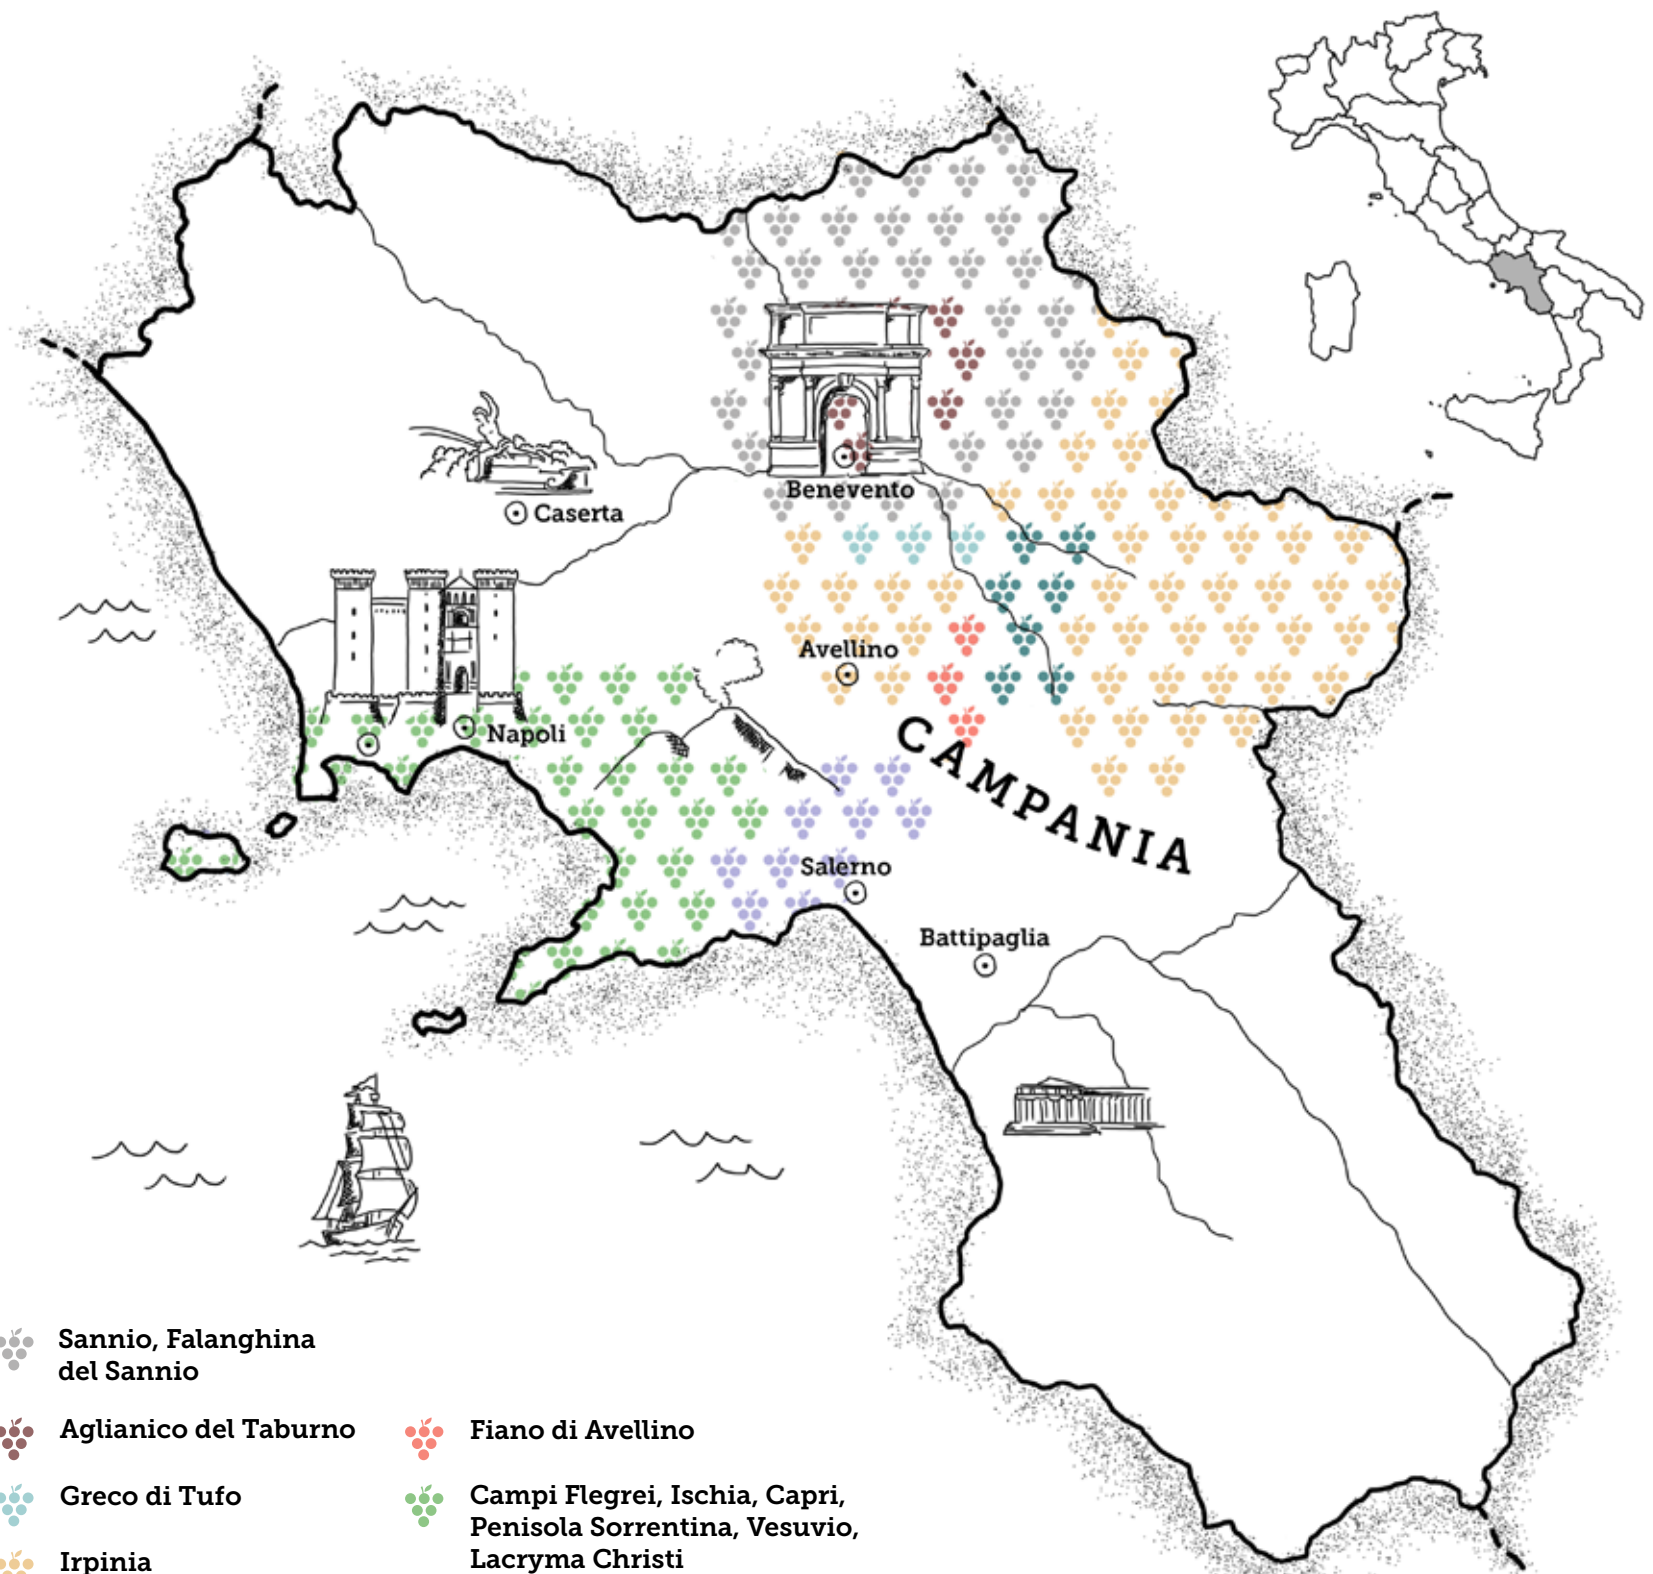 Benevento
Caserta
Avellino
Napoli
CAMPANIA
Salerno
Battipaglia
Sannio, Falanghina
del Sannio
Aglianico del Taburno
Greco di Tufo
Irpinia
Fiano di Avellino
Campi Flegrei, Ischia, Capri,
Penisola Sorrentina, Vesuvio,
Lacryma Christi